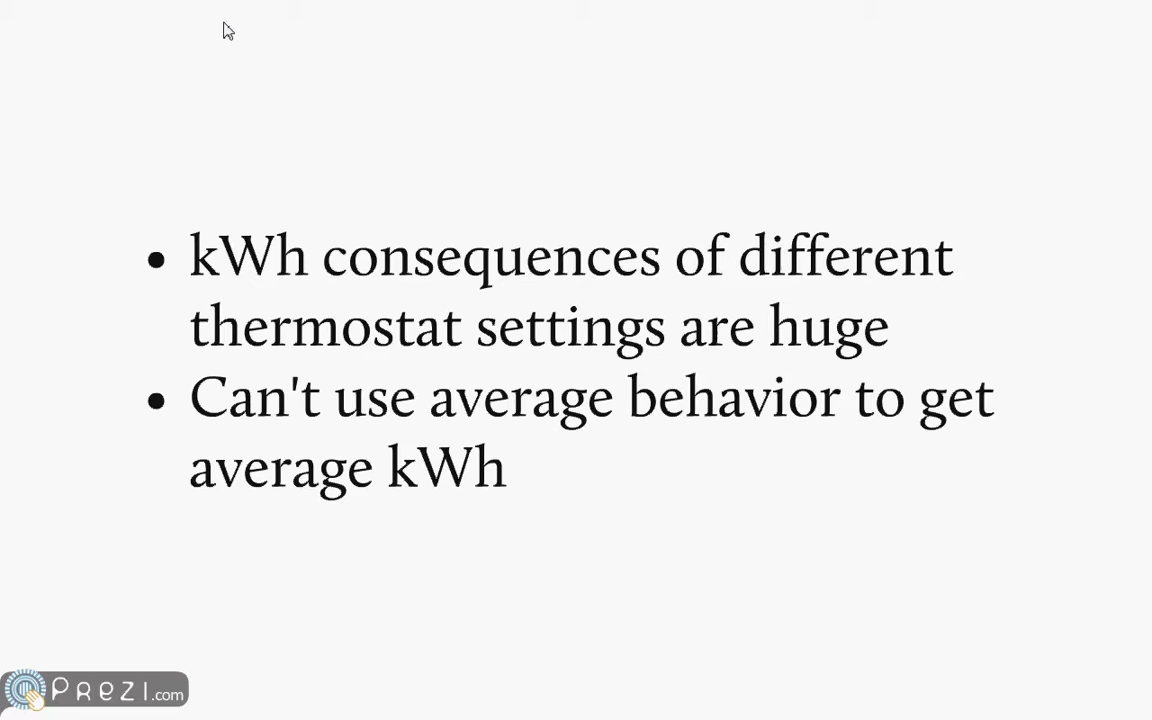 • kWh consequences of different
thermostat settings are huge
• Can't use average behavior to get
average kWh
PREZI.com